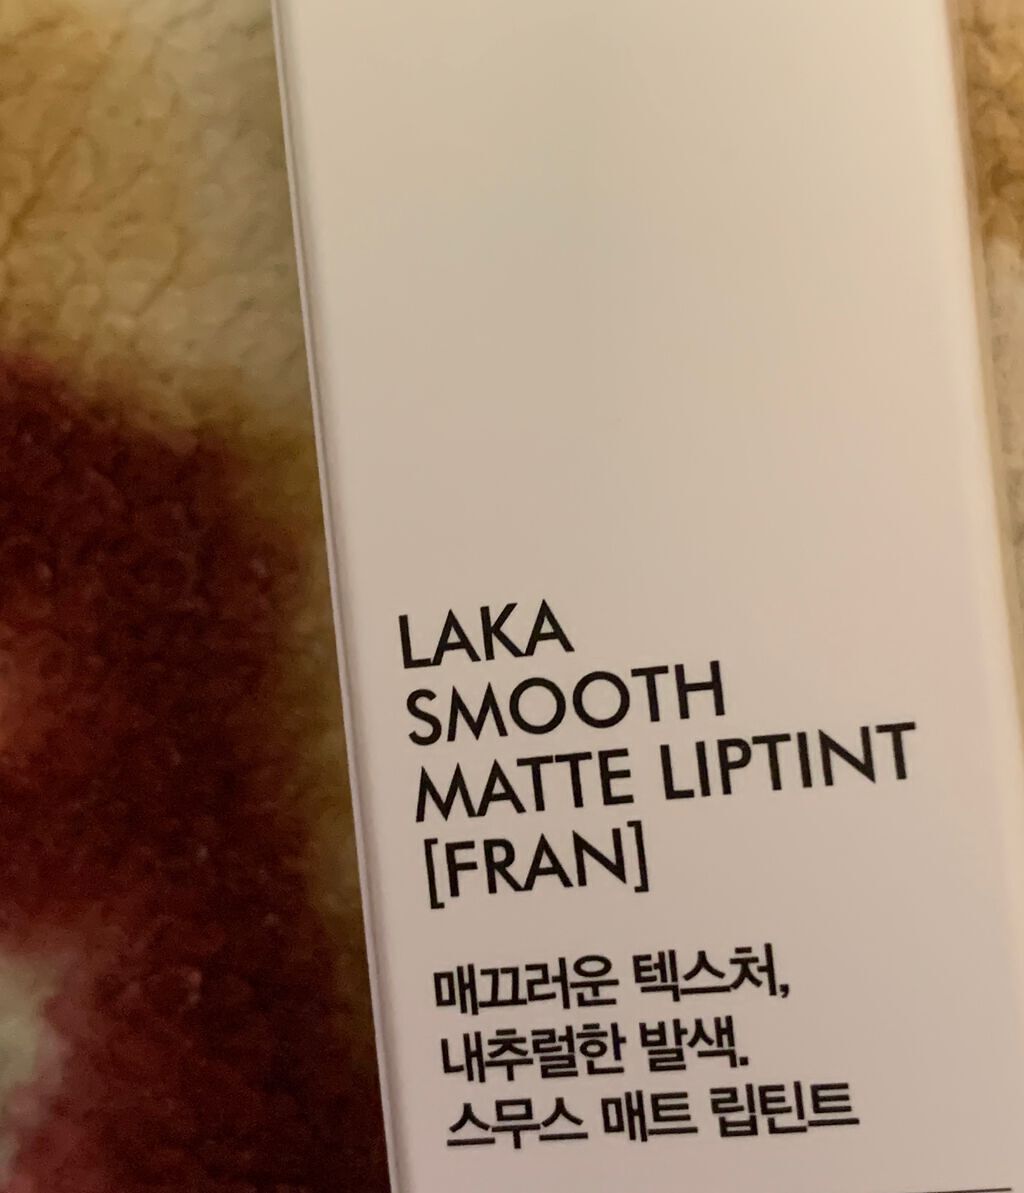 LAKA
SMOOTH
MATTE LIPTINT
[FRAN]
매끄러운 텍스처,
내추럴한 발색.
스무스 매트 립틴트